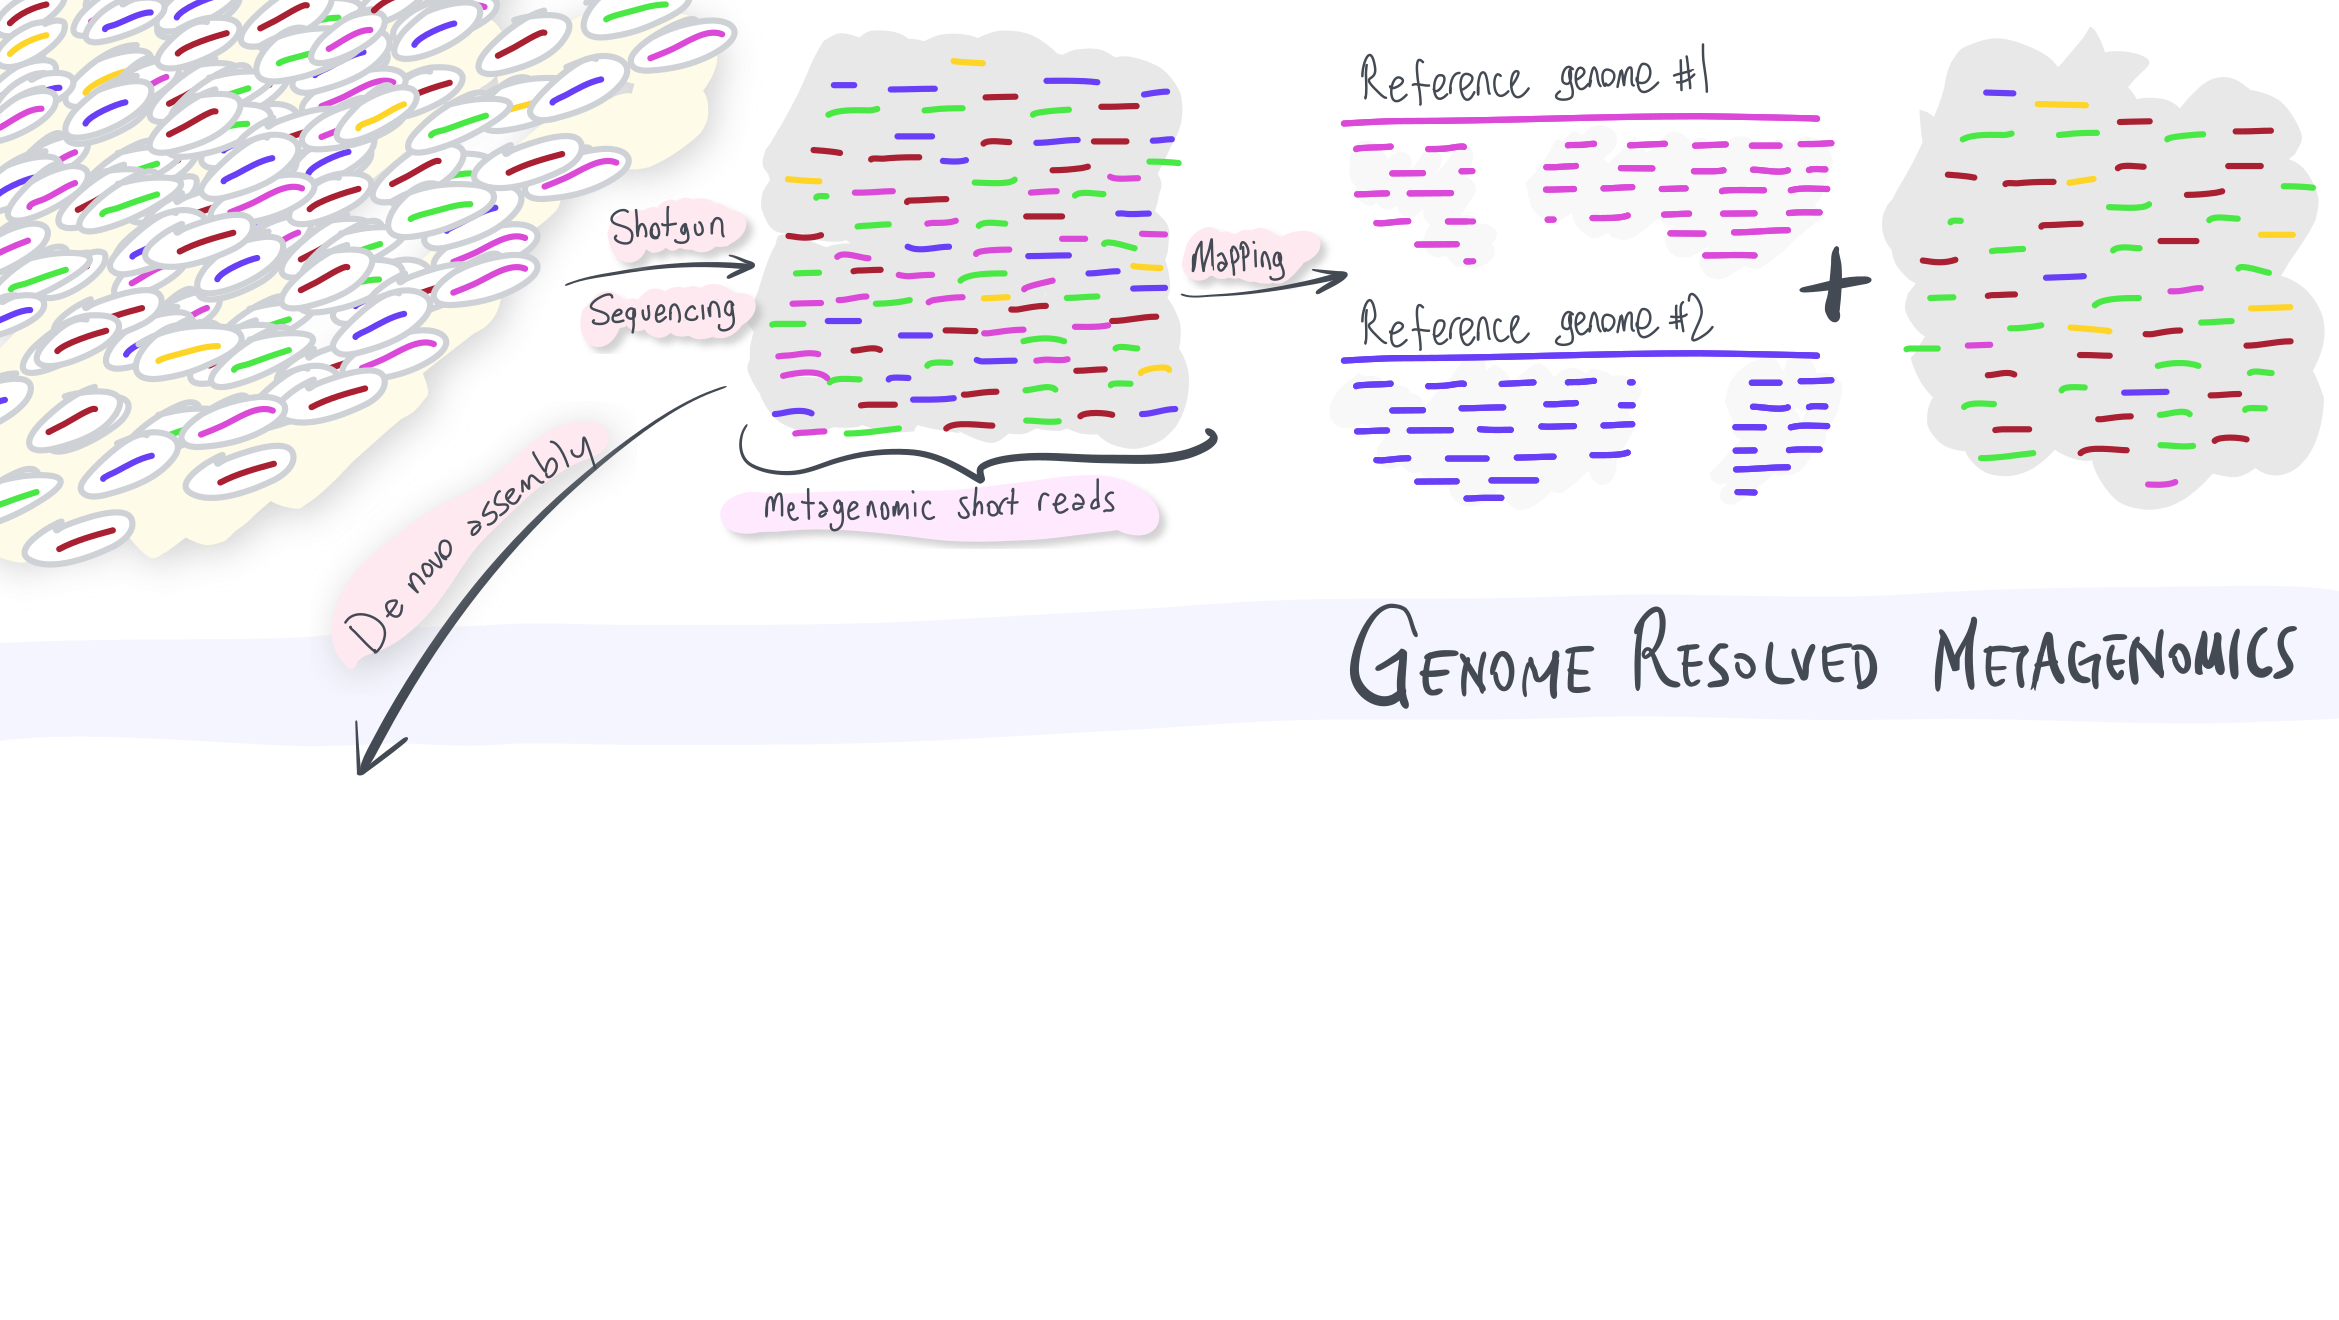 Shotgun
Sequencing
Metagenomic short reads
Mapping
Reference genome #1
Reference genome #2
De novo assembly
GENOME RESOLVED METAGENOMICS